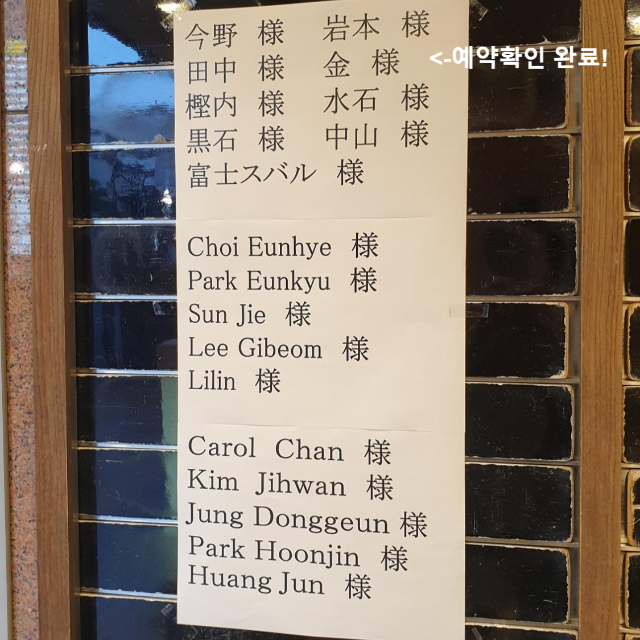 今野 様 岩本 様
田中 様 金 様 <-예약확인 완료!
樫内 様 水石 様
黒石 様 中山 様
富士スバル 様
Choi Eunhye 様
Park Eunkyu 様
Sun Jie 様
Lee Gibeom 様
Lilin 様
Carol Chan 様
Kim Jihwan 様
Jung Donggeun 様
Park Hoonjin 様
Huang Jun 様